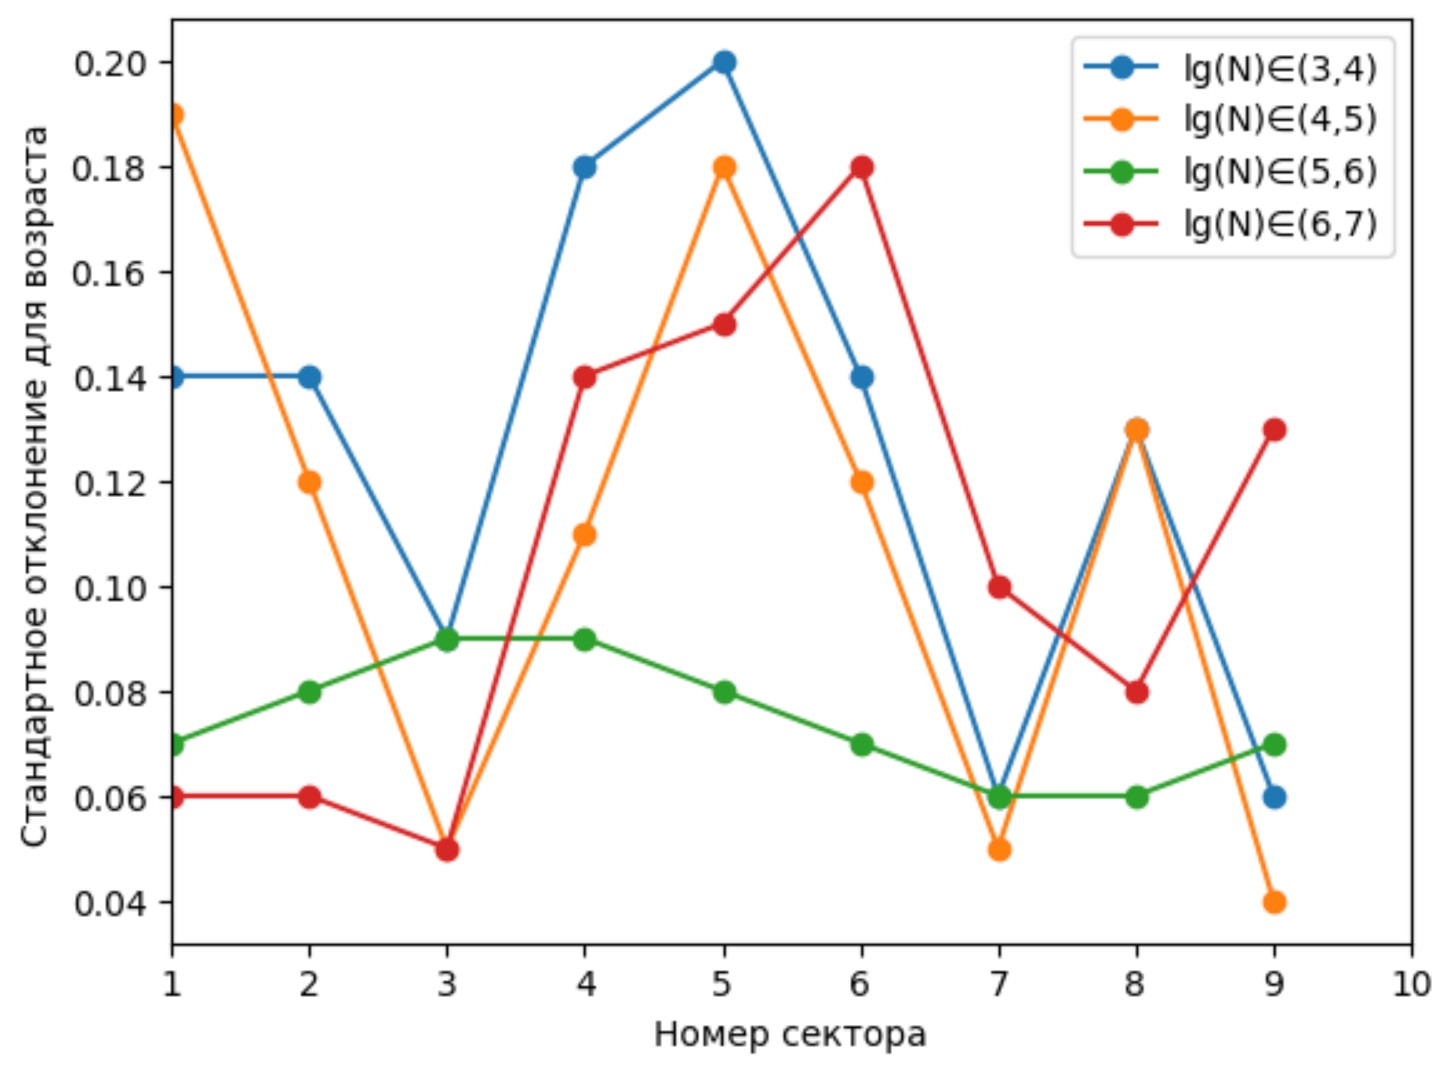 Стандартное отклонение для возраста
0.20
0.18
0.16
0.14
0.12
0.10
0.08
0.06
0.04
lg(N)∈(3,4)
lg(N)∈(4,5)
lg(N)∈(5,6)
lg(N)∈(6,7)
1 2 3 4 5 6 7 8 9 10
Номер сектора